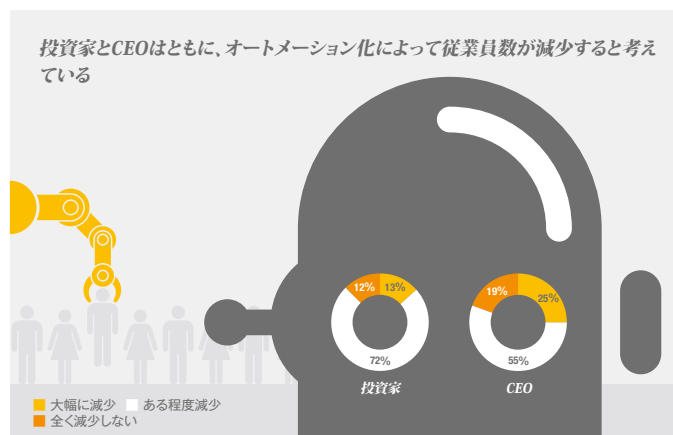 投資家とCEOはともに、オートメーション化によって従業員数が減少すると考え
ている
12% 13%
72%
投資家
19% 25%
55%
CEO
大幅に減少 ある程度減少
全く減少しない